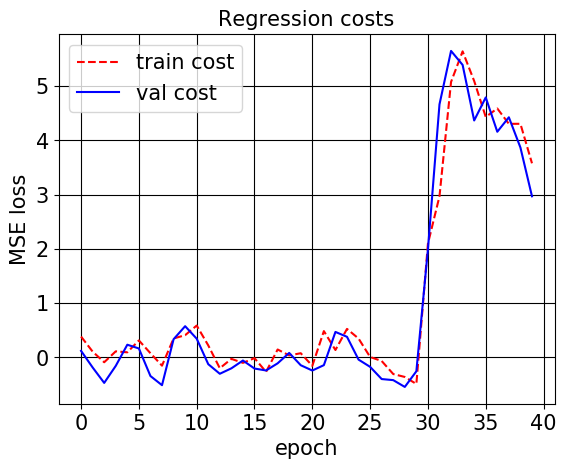 Regression costs
train cost
val cost
MSE loss
5
4
3
2
1
0
0 5 10 15 20 25 30 35 40
epoch